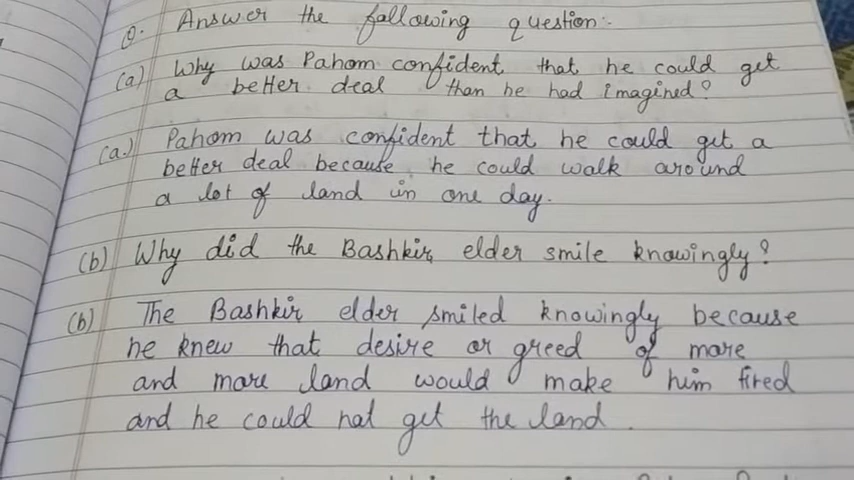 Q. Answer the following question:-
(a) Why was Pahom confident that he could get
a better deal than he had imagined?
(a.) Pahom was confident that he could get a
better deal because he could walk around
a lot of land in one day.
(b) Why did the Bashkir elder smile knowingly?
(b) The Bashkir elder smiled knowingly because
he knew that desire or greed of more
and more land would make him tired
and he could not get the land.